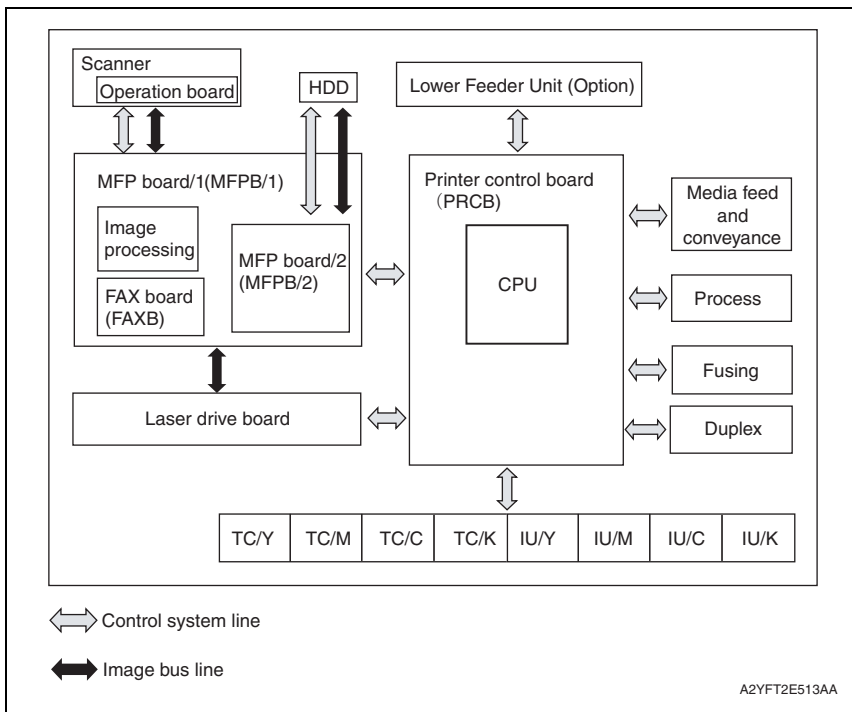 Scanner
Operation board
HDD
Lower Feeder Unit (Option)
MFP board/1(MFPB/1)
Image
processing
FAX board
(FAXB)
MFP board/2
(MFPB/2)
Printer control board
(PRCB)
CPU
Media feed
and
conveyance
Process
Fusing
Duplex
Laser drive board
TC/Y TC/M TC/C TC/K IU/Y IU/M IU/C IU/K
Control system line
Image bus line
A2YFT2E513AA